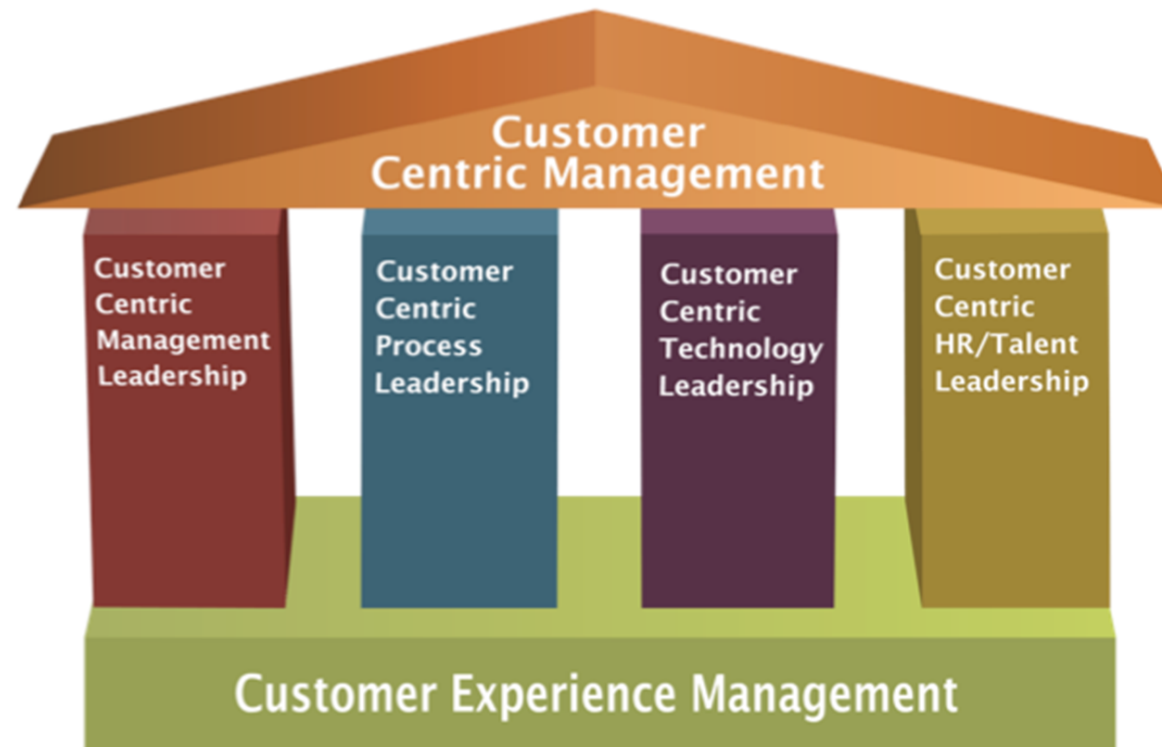 Customer
Centric Management
Customer
Centric
Management
Leadership
Customer
Centric
Process
Leadership
Customer
Centric
Technology
Leadership
Customer
Centric
HR/Talent
Leadership
Customer Experience Management